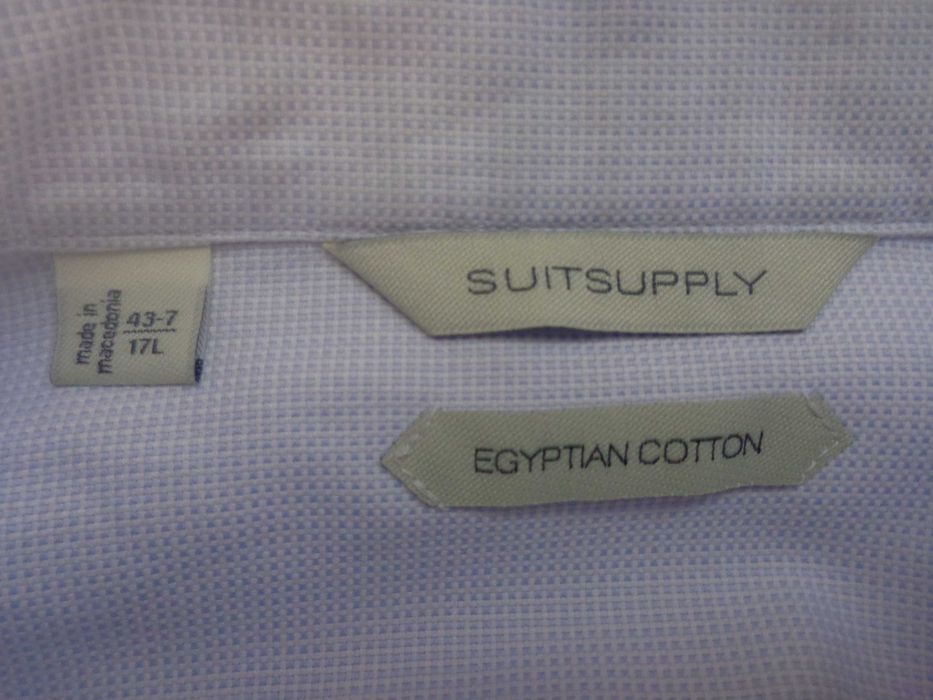 SUITSUPPLY
made in
macedonia
43-7
17L
EGYPTIAN COTTON